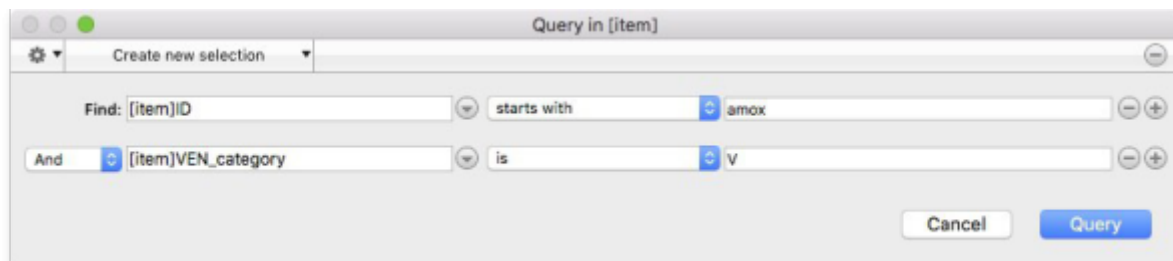 Query in [item]
Create new selection
Find: [item]ID starts with amox
And [item]VEN_category is V
Cancel Query